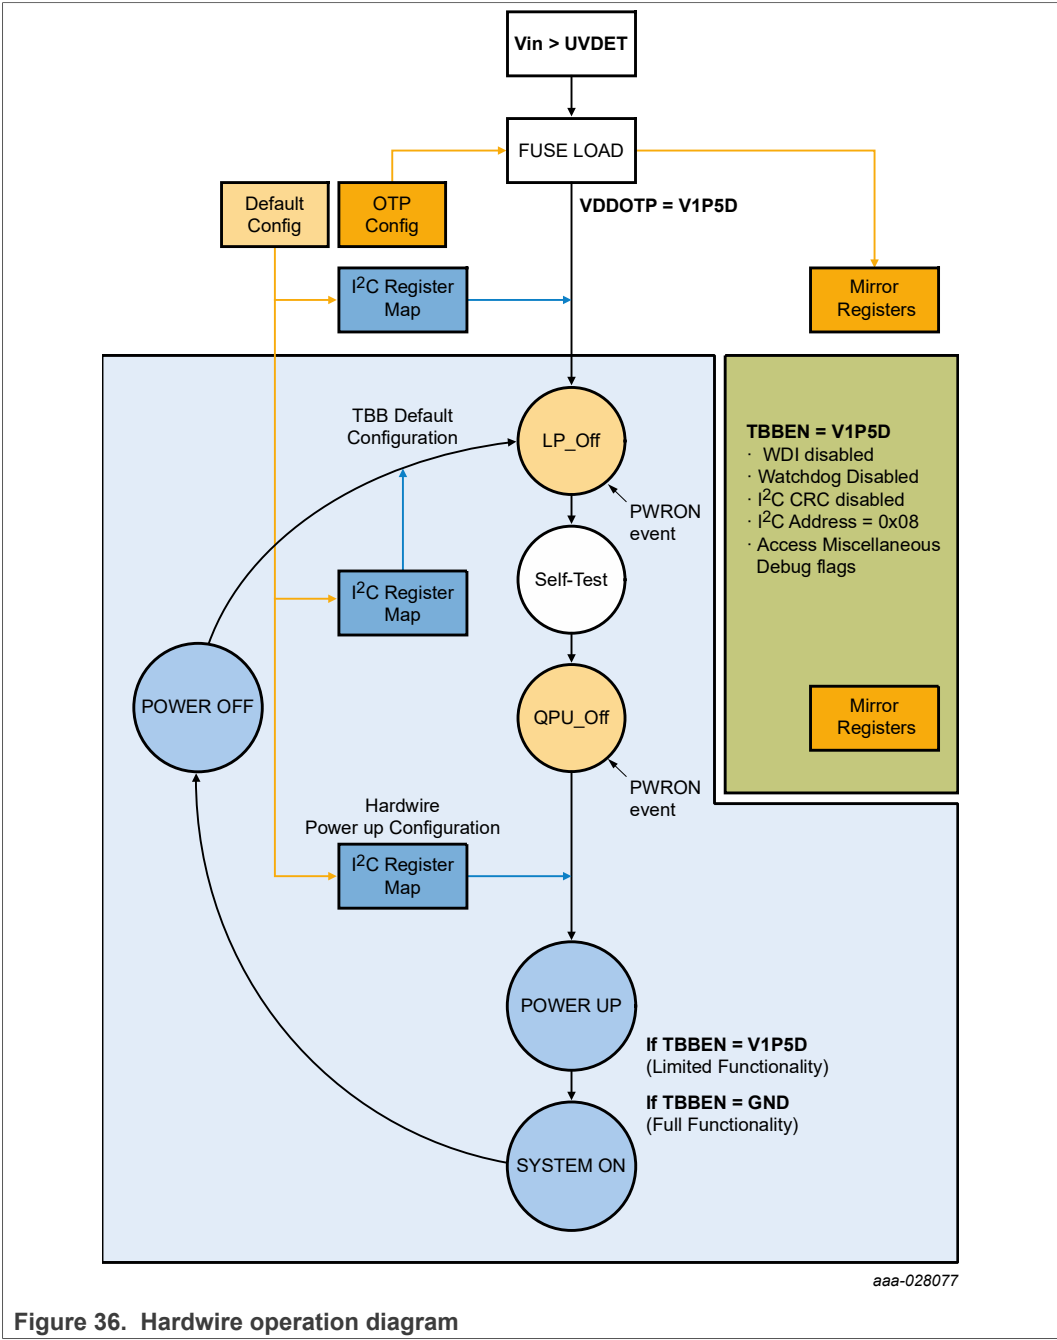 Vin > UVDET
FUSE LOAD
VDDOTP = V1P5D
Default
Config
OTP
Config
I2C Register
Map
Mirror
Registers
TBB Default
Configuration
LP_Off
PWRON
event
TBBEN = V1P5D
· WDI disabled
· Watchdog Disabled
· I2C CRC disabled
· I2C Address = 0x08
· Access Miscellaneous
Debug flags
Self-Test
I2C Register
Map
POWER OFF
QPU_Off
Mirror
Registers
PWRON
event
Hardwire
Power up Configuration
I2C Register
Map
POWER UP
If TBBEN = V1P5D
(Limited Functionality)
If TBBEN = GND
(Full Functionality)
SYSTEM ON
aaa-028077
Figure 36. Hardwire operation diagram